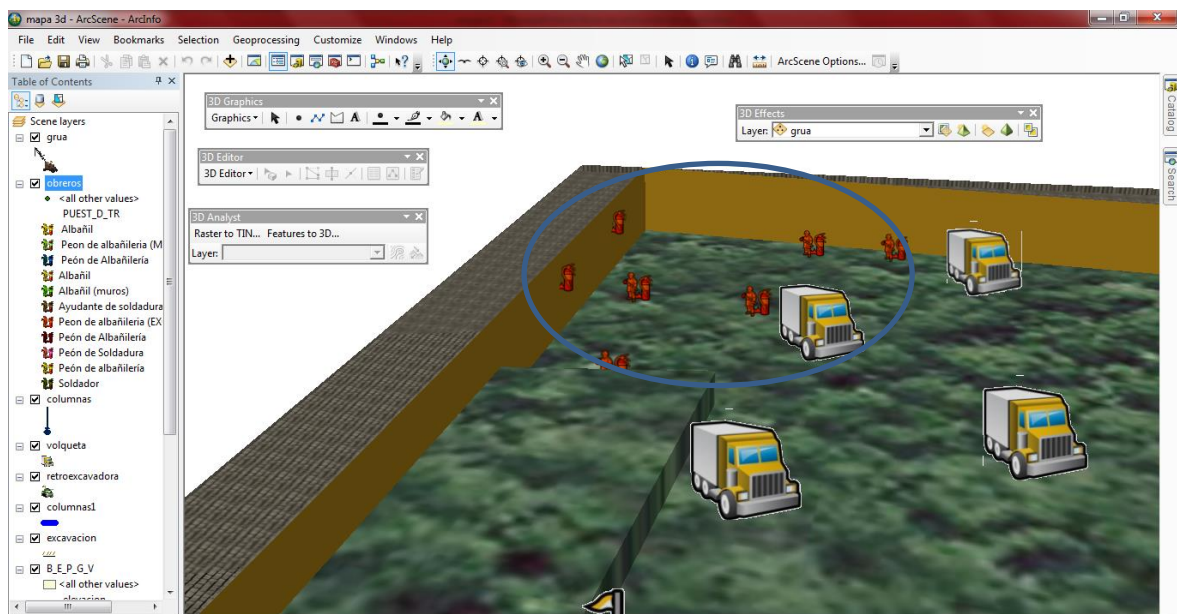 mapa 3d - ArcScene - ArcInfo
File Edit View Bookmarks Selection Geoprocessing Customize Windows Help
ArcScene Options...
Table of Contents
Scene layers
grua
obreros
<all other values>
PUEST_D_TR
Albañil
Peon de albañileria (M
Peón de Albañilería
Albañil
Albañil (muros)
Ayudante de soldadura
Peon de albañileria (EX
Peón de Albañilería
Peón de Soldadura
Peón de albañilería
Soldador
columnas
volqueta
retroexcavadora
columnas1
excavacion
B_E_P_G_V
<all other values>
elevacion
3D Graphics
Graphics
3D Editor
3D Editor
3D Analyst
Raster to TIN... Features to 3D...
Layer:
3D Effects
Layer: grua
Catalog
Search